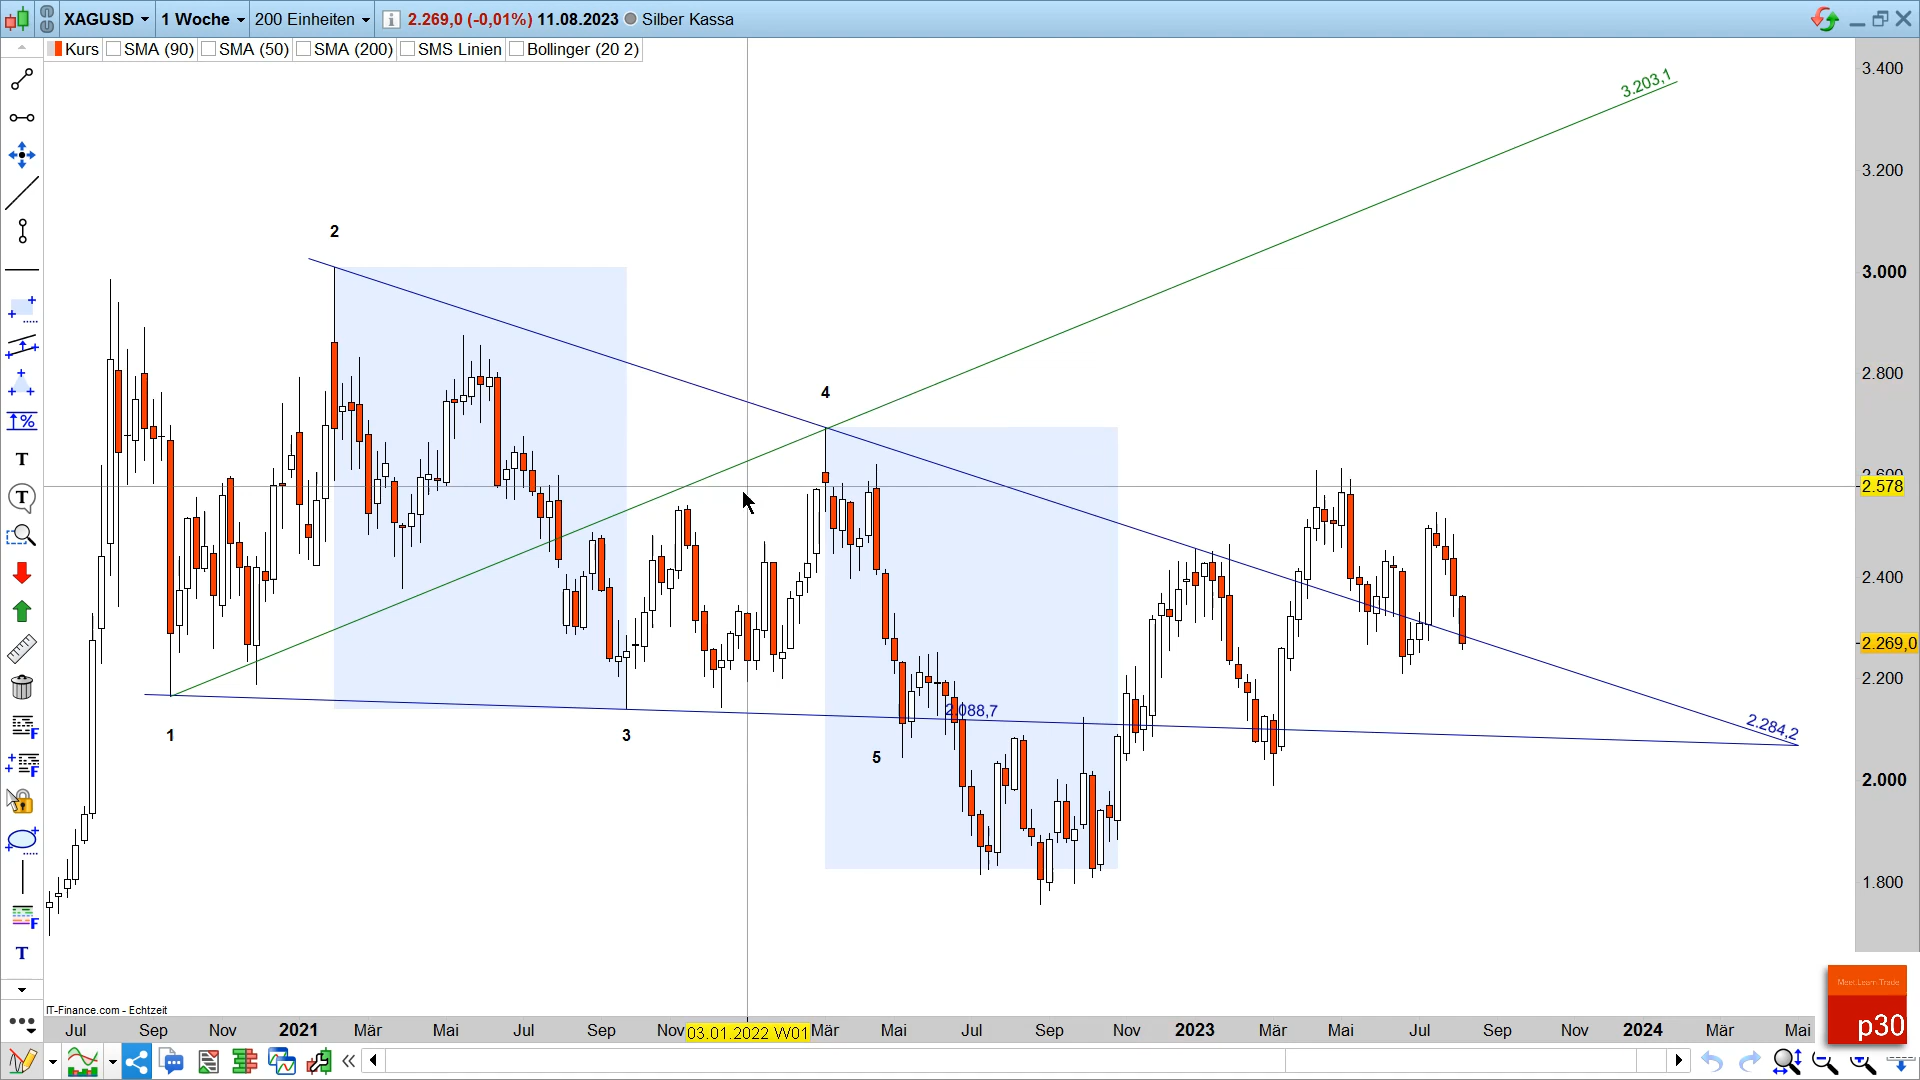 XAGUSD 1 Woche 200 Einheiten 2.269,0 (-0,01%) 11.08.2023 Silber Kassa
Kurs SMA (90) SMA (50) SMA (200) SMS Linien Bollinger (20 2)
3.400
3.203,1
3.200
2
3.000
2.800
4
2.578
2.400
2.269,0
2.200
2.088,7
2.284,2
1
3
5
2.000
1.800
T
T
T
Meet.Learn.Trade
p30
IT-Finance.com - Echtzeit
Jul Sep Nov 2021 Mär Mai Jul Sep Nov 03.01.2022 W01 Mär Mai Jul Sep Nov 2023 Mär Mai Jul Sep Nov 2024 Mär Mai